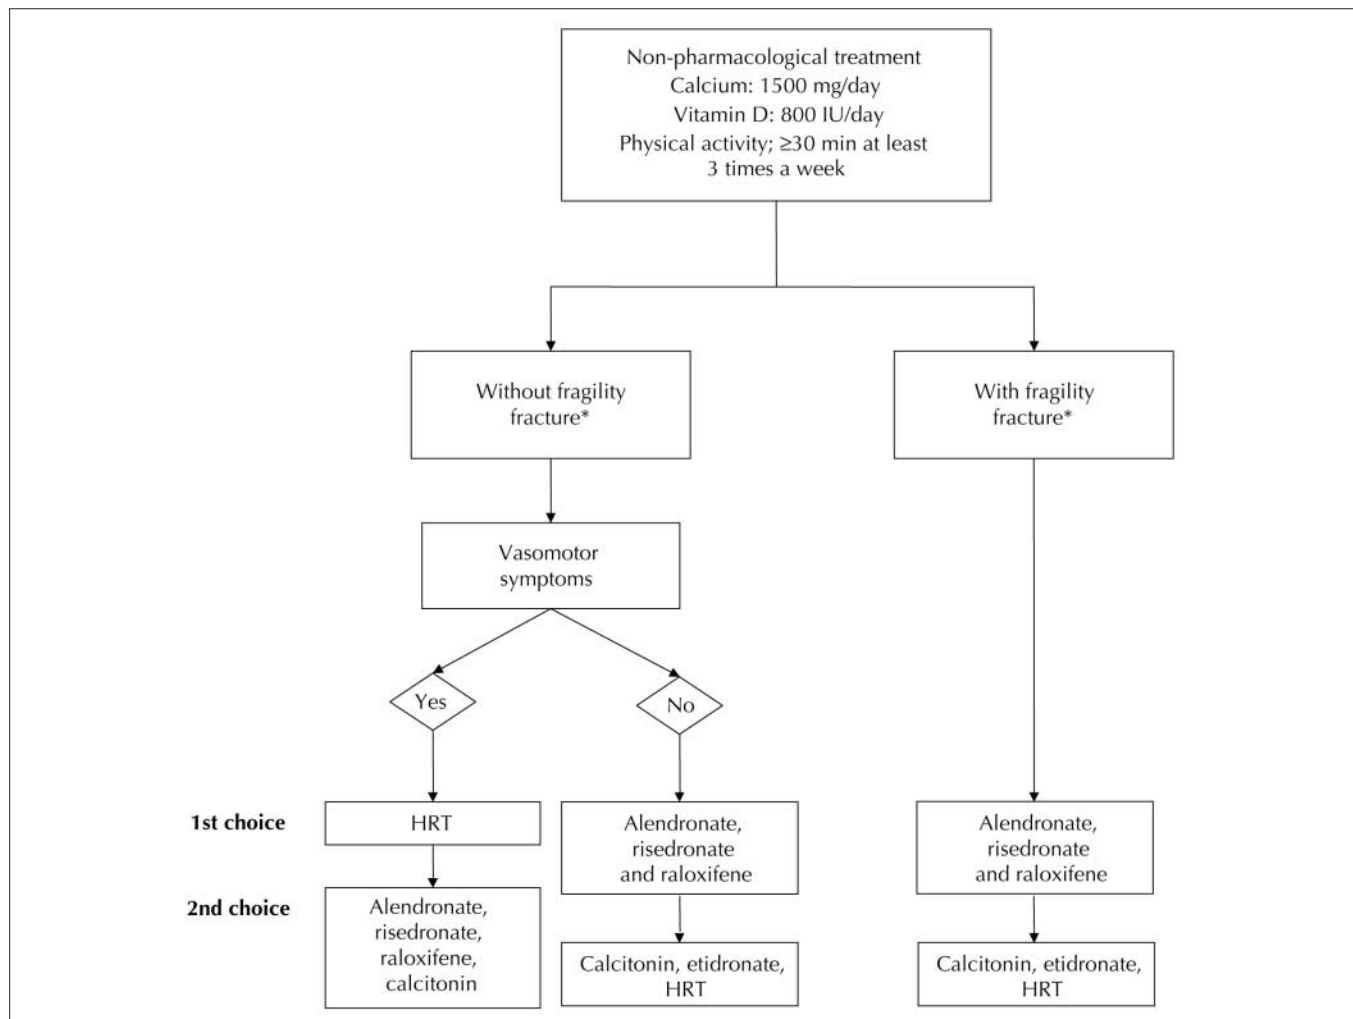 Non-pharmacological treatment
Calcium: 1500 mg/day
Vitamin D: 800 IU/day
Physical activity; ≥30 min at least
3 times a week
Without fragility
fracture*
With fragility
fracture*
Vasomotor
symptoms
Yes
No
1st choice
HRT
Alendronate,
risedronate
and raloxifene
Alendronate,
risedronate
and raloxifene
2nd choice
Alendronate,
risedronate,
raloxifene,
calcitonin
Calcitonin, etidronate,
HRT
Calcitonin, etidronate,
HRT